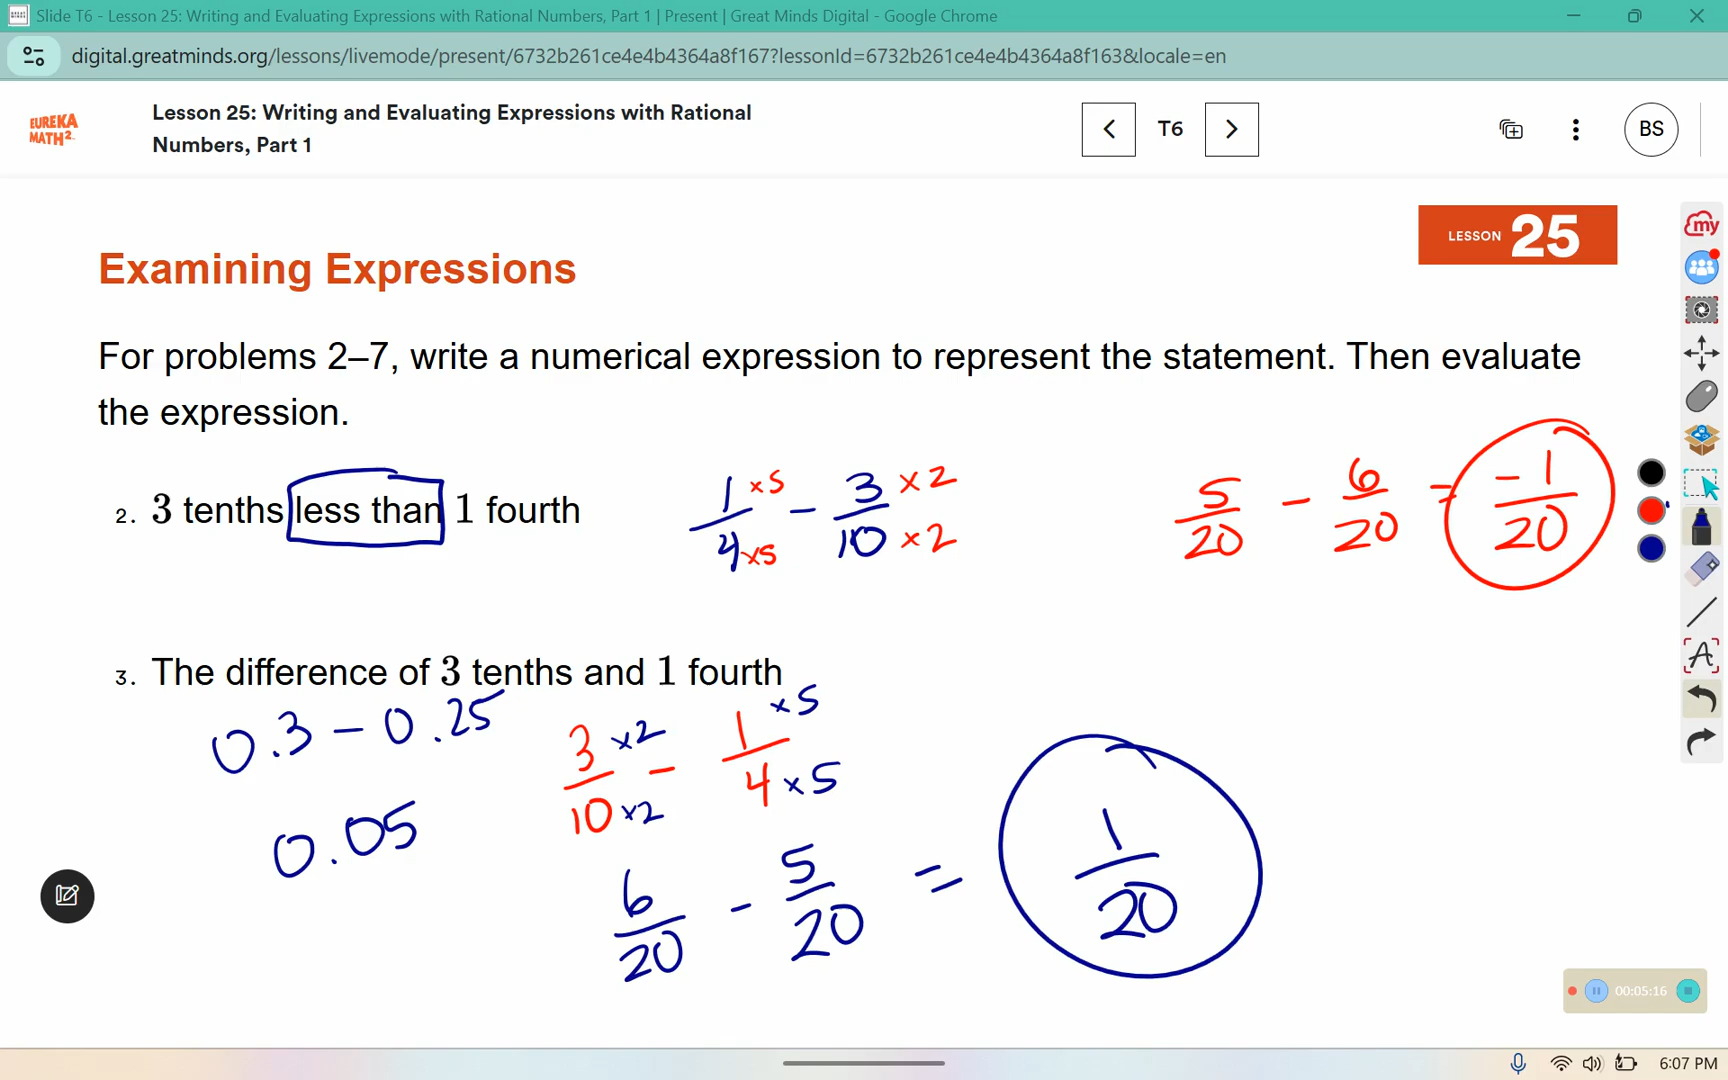 Slide T6 - Lesson 25: Writing and Evaluating Expressions with Rational Numbers, Part 1 | Present | Great Minds Digital - Google Chrome
digital.greatminds.org/lessons/livemode/present/6732b261ce4e4b4364a8f167?lessonId=6732b261ce4e4b4364a8f163&locale=en
EUREKA MATH²
Lesson 25: Writing and Evaluating Expressions with Rational Numbers, Part 1
T6
BS
LESSON 25
Examining Expressions
For problems 2–7, write a numerical expression to represent the statement. Then evaluate
the expression.
2. 3 tenths less than 1 fourth
1/4 ×5 ×5 − 3/10 ×2 ×2
5/20 − 6/20 = −1/20
3. The difference of 3 tenths and 1 fourth
0.3 − 0.25
3/10 ×2 ×2 − 1/4 ×5 ×5
0.05
6/20 − 5/20 = 1/20
my
A
00:05:16
6:07 PM